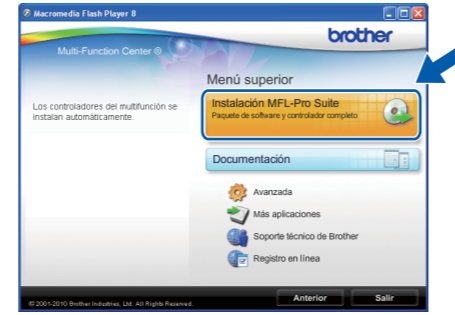 Macromedia Flash Player 8
brother
Multi-Function Center ®
Menú superior
Los controladores del multifunción se
instalan automáticamente.
Instalación MFL-Pro Suite
Paquete de software y controlador completo
Documentación
Avanzada
Más aplicaciones
Soporte técnico de Brother
Registro en línea
© 2001-2010 Brother Industries, Ltd. All Rights Reserved.
Anterior
Salir